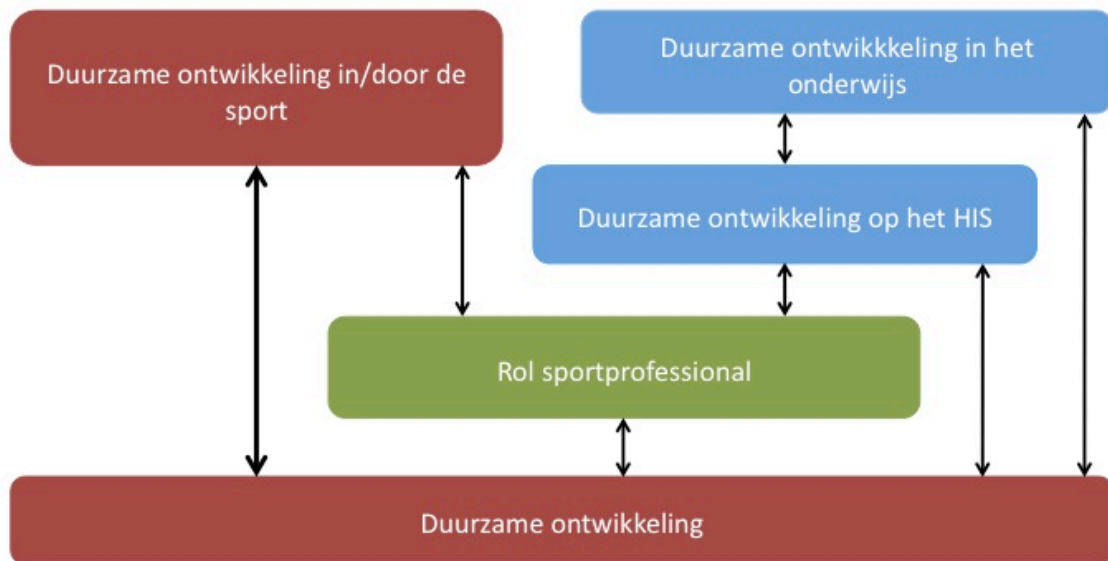 Duurzame ontwikkeling in/door de
sport
Duurzame ontwikkkeling in het
onderwijs
Duurzame ontwikkeling op het HIS
Rol sportprofessional
Duurzame ontwikkeling